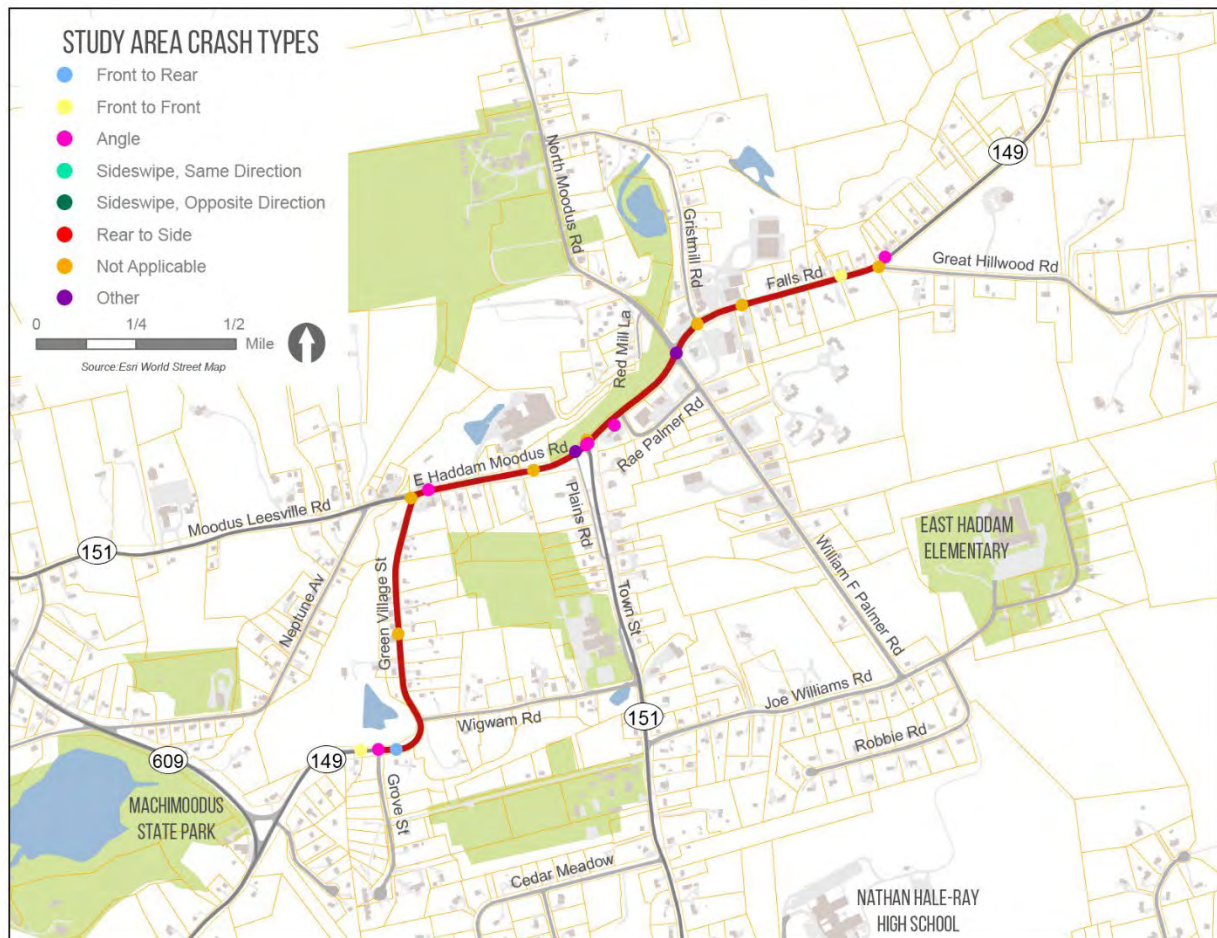 STUDY AREA CRASH TYPES
Front to Rear
Front to Front
Angle
Sideswipe, Same Direction
Sideswipe, Opposite Direction
Rear to Side
Not Applicable
Other
0 1/4 1/2
Mile
Source:Esri World Street Map
149
North Moodus Rd
Gristmill Rd
Falls Rd
Great Hillwood Rd
Red Mill La
Rae Palmer Rd
E Haddam Moodus Rd
Moodus Leesville Rd
151
Plains Rd
EAST HADDAM
ELEMENTARY
William F Palmer Rd
Neptune Av
Green Village St
Town St
Joe Williams Rd
Wigwam Rd
151
Robbie Rd
609
149
MACHIMOODUS
STATE PARK
Grove St
Cedar Meadow
NATHAN HALE-RAY
HIGH SCHOOL